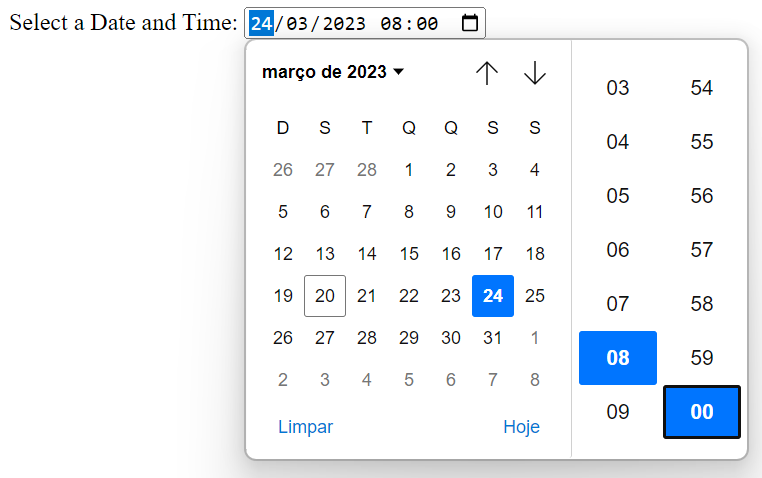 Select a Date and Time: 24/03/2023 08:00
março de 2023
D S T Q Q S S
26 27 28 1 2 3 4
5 6 7 8 9 10 11
12 13 14 15 16 17 18
19 20 21 22 23 24 25
26 27 28 29 30 31 1
2 3 4 5 6 7 8
Limpar Hoje
03 54
04 55
05 56
06 57
07 58
08 59
09 00